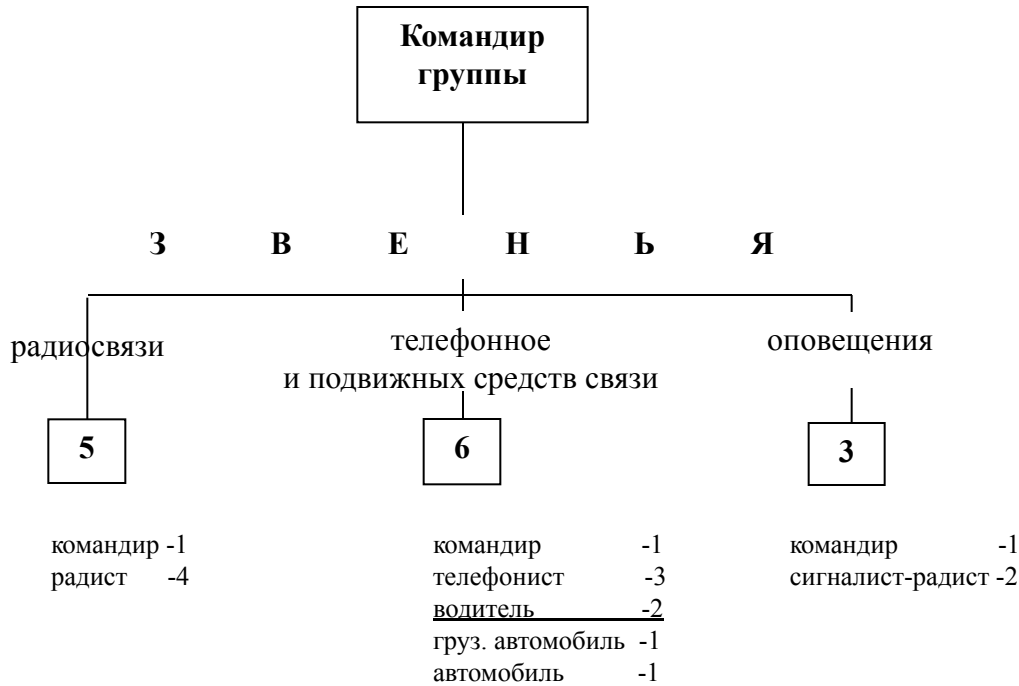 Командир
группы
З В Е Н Ь Я
радиосвязи
телефонное
и подвижных средств связи
оповещения
5
6
3
командир -1
радист -4
командир -1
телефонист -3
водитель -2
груз. автомобиль -1
автомобиль -1
командир -1
сигналист-радист -2